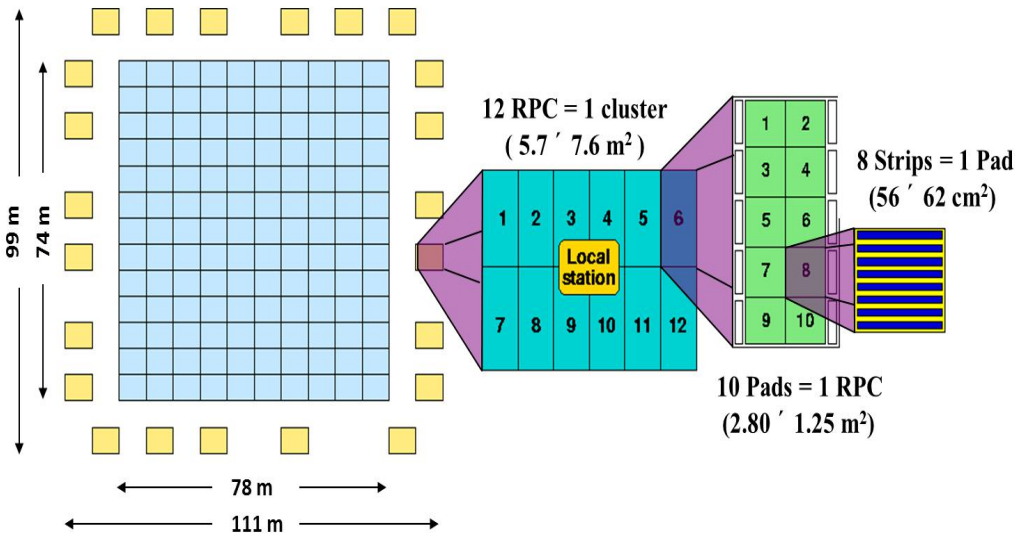 99 m
74 m
78 m
111 m
12 RPC = 1 cluster
( 5.7 ´ 7.6 m² )
1 2 3 4 5 6
Local
station
7 8 9 10 11 12
1 2
3 4
5 6
7 8
9 10
10 Pads = 1 RPC
(2.80 ´ 1.25 m²)
8 Strips = 1 Pad
(56 ´ 62 cm²)